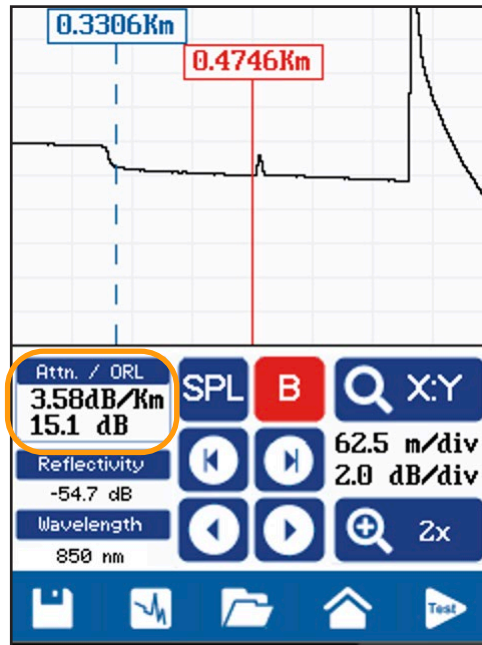 0.3306Km
0.4746Km
Attn. / ORL
3.58dB/Km
15.1 dB
SPL
B
X:Y
Reflectivity
-54.7 dB
62.5 m/div
2.0 dB/div
Wavelength
850 nm
2x
Test